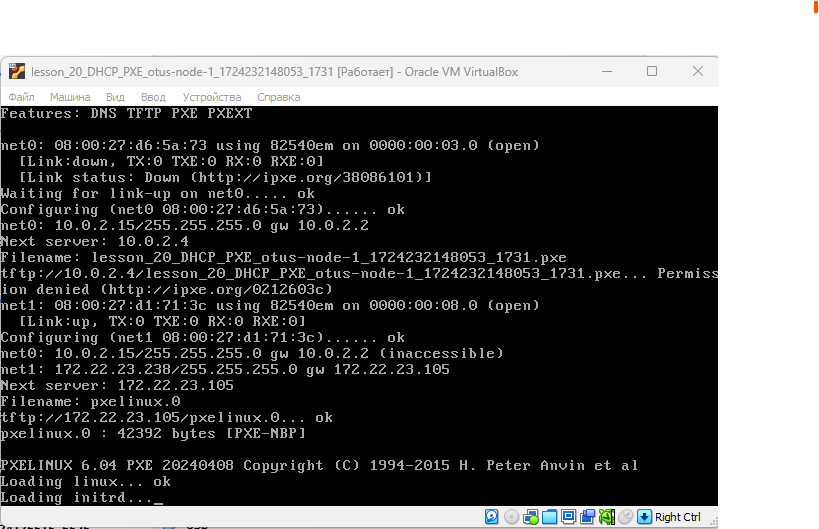 lesson_20_DHCP_PXE_otus-node-1_1724232148053_1731 [Работает] - Oracle VM VirtualBox
Файл Машина Вид Ввод Устройства Справка
Features: DNS TFTP PXE PXEXT
net0: 08:00:27:d6:5a:73 using 82540em on 0000:00:03.0 (open)
[Link:down, TX:0 TXE:0 RX:0 RXE:0]
[Link status: Down (http://ipxe.org/38086101)]
Waiting for link-up on net0..... ok
Configuring (net0 08:00:27:d6:5a:73)...... ok
net0: 10.0.2.15/255.255.255.0 gw 10.0.2.2
Next server: 10.0.2.4
Filename: lesson_20_DHCP_PXE_otus-node-1_1724232148053_1731.pxe
tftp://10.0.2.4/lesson_20_DHCP_PXE_otus-node-1_1724232148053_1731.pxe... Permiss
ion denied (http://ipxe.org/0212603c)
net1: 08:00:27:d1:71:3c using 82540em on 0000:00:08.0 (open)
[Link:up, TX:0 TXE:0 RX:0 RXE:0]
Configuring (net1 08:00:27:d1:71:3c)...... ok
net0: 10.0.2.15/255.255.255.0 gw 10.0.2.2 (inaccessible)
net1: 172.22.23.238/255.255.255.0 gw 172.22.23.105
Next server: 172.22.23.105
Filename: pxelinux.0
tftp://172.22.23.105/pxelinux.0... ok
pxelinux.0 : 42392 bytes [PXE-NBP]
PXELINUX 6.04 PXE 20240408 Copyright (C) 1994-2015 H. Peter Anvin et al
Loading linux... ok
Loading initrd..._
Right Ctrl